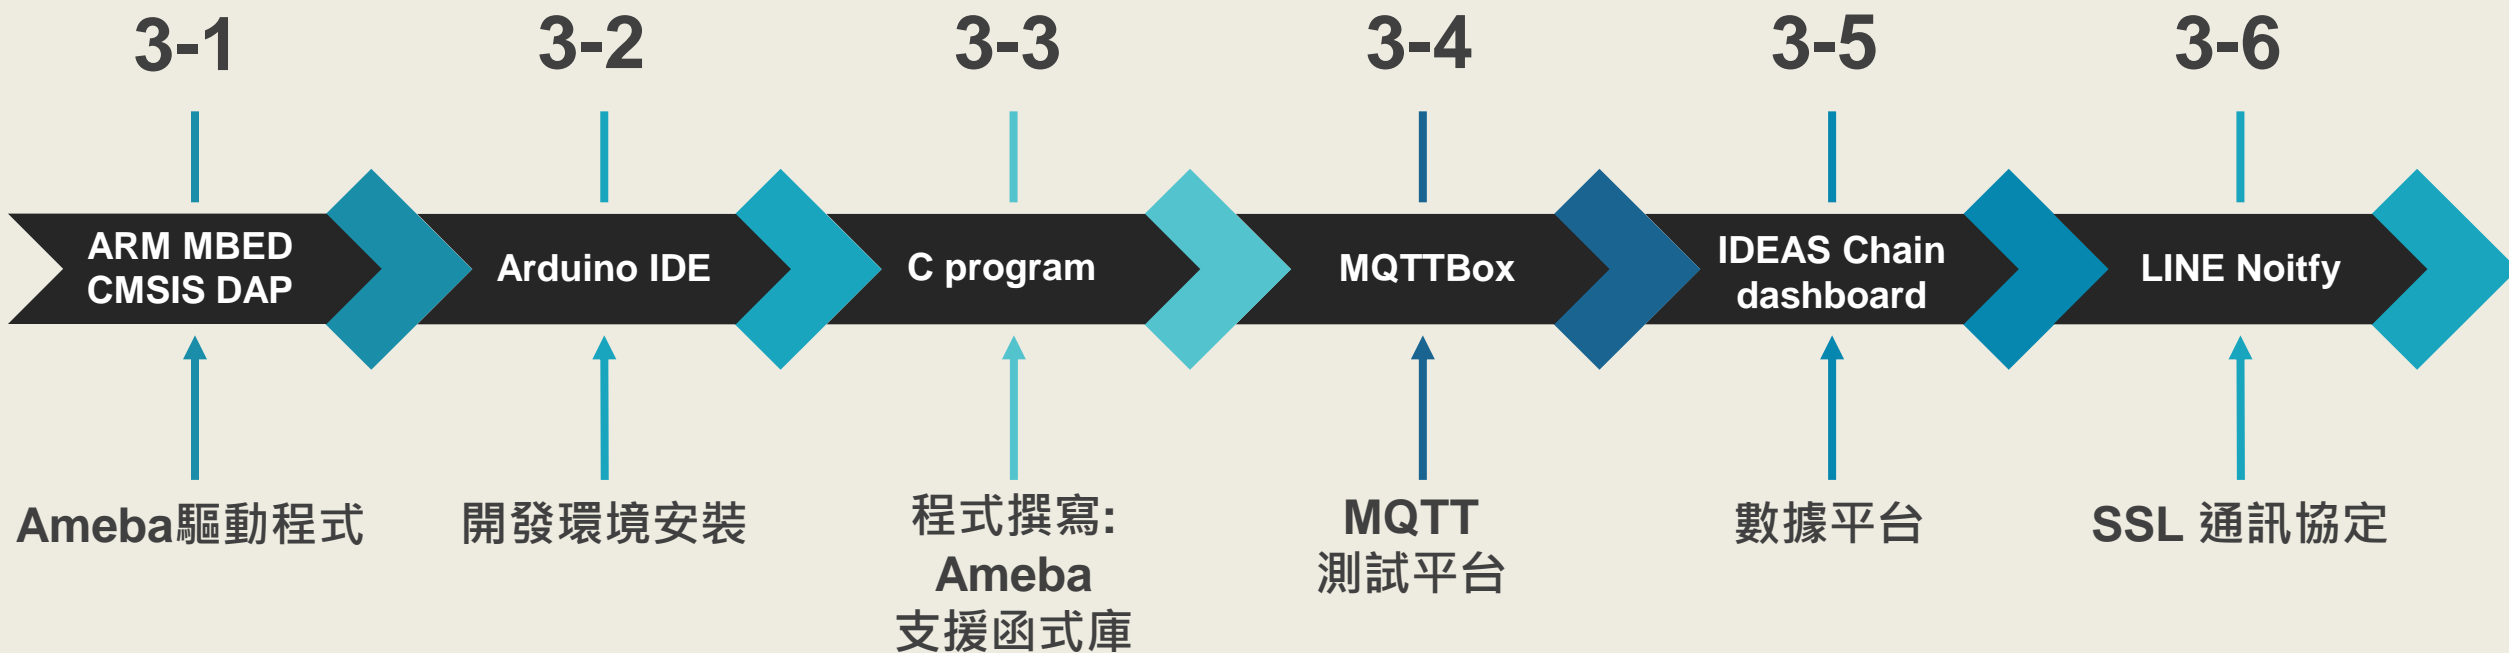 3-1
3-2
3-3
3-4
3-5
3-6
ARM MBED
CMSIS DAP
Arduino IDE
C program
MQTTBox
IDEAS Chain
dashboard
LINE Noitfy
Ameba驅動程式
開發環境安裝
程式撰寫:
Ameba
支援函式庫
MQTT
測試平台
數據平台
SSL 通訊協定